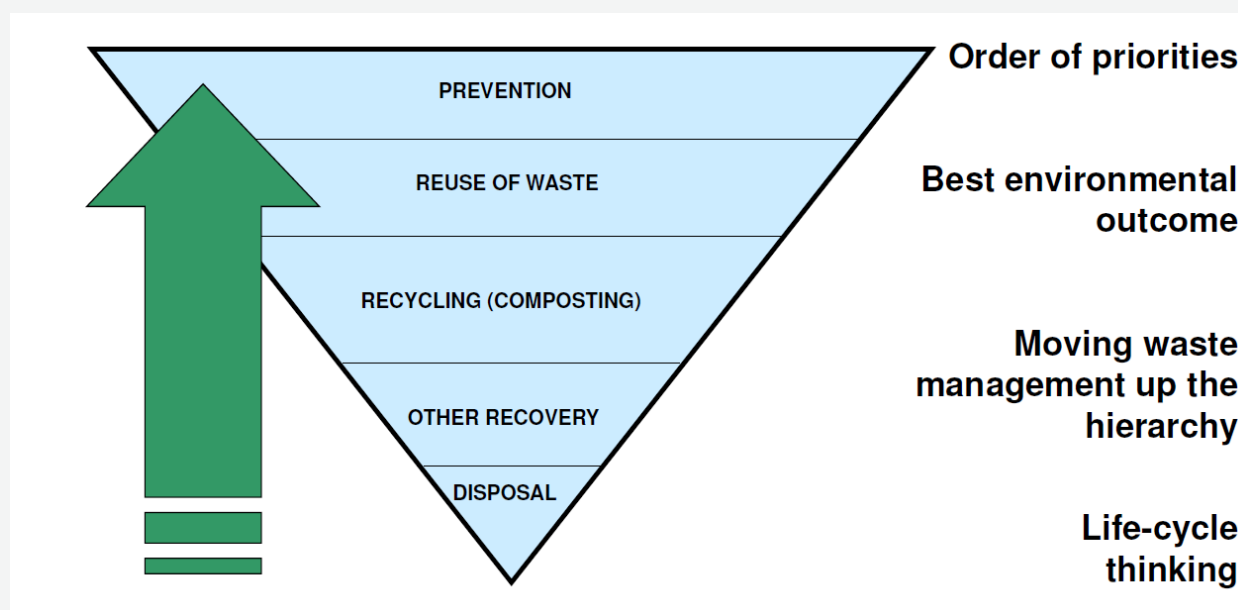 PREVENTION
REUSE OF WASTE
RECYCLING (COMPOSTING)
OTHER RECOVERY
DISPOSAL
Order of priorities
Best environmental
outcome
Moving waste
management up the
hierarchy
Life-cycle
thinking